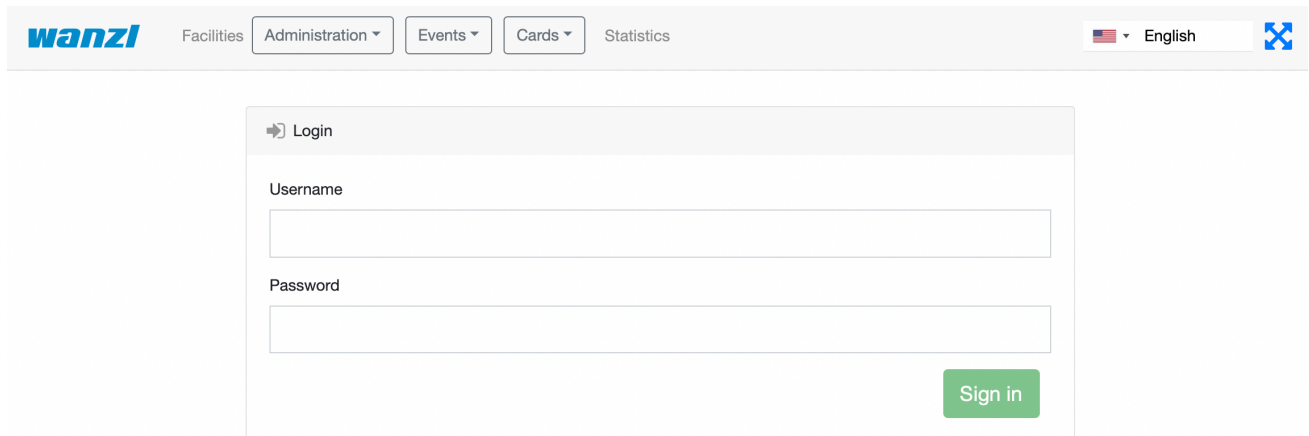 wanzl Facilities Administration Events Cards Statistics English
Login
Username
Password
Sign in